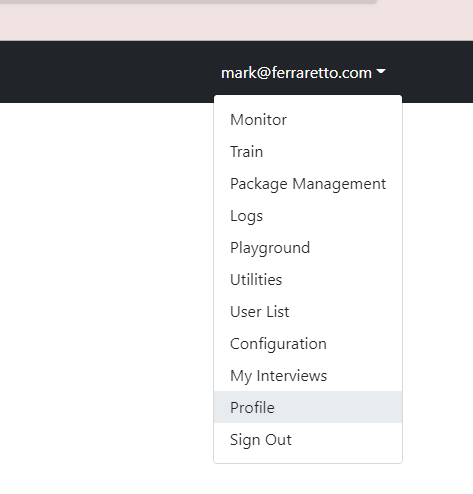 mark@ferraretto.com
Monitor
Train
Package Management
Logs
Playground
Utilities
User List
Configuration
My Interviews
Profile
Sign Out